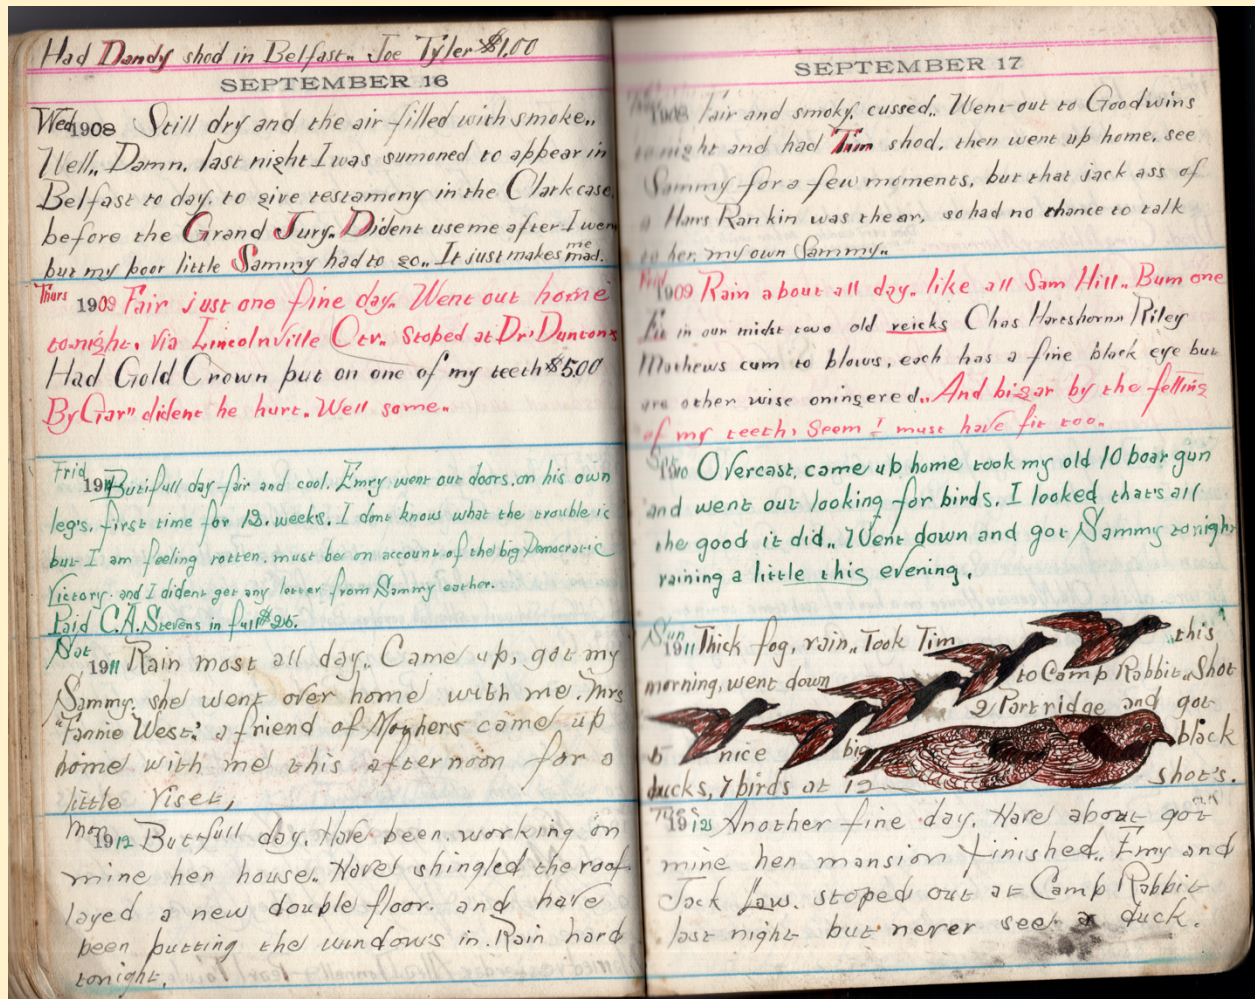 Had Dandy shod in Belfast.. Joe Tyler $1.00
SEPTEMBER 16
Wed 1908 Still dry and the air filled with smoke..
Well.. Damn. last night I was sumoned to appear in
Belfast to day. to give testamony in the Clark case.
before the Grand Jury. Dident use me after I went
but my poor little Sammy had to go.. It just makes me mad.
Thurs 1909 Fair just one fine day.. Went out home
tonight. via Lincolnville Ctr.. Stoped at Dr. Duntons
Had Gold Crown put on one of my teeth $5.00
By Gar" dident he hurt. Well some..
Frid 1910 Butifull day fair and cool. Emry went out doors. on his own
leg's. first time for 12. weeks. I dont know what the trouble is
but I am feeling rotten. must be on account of the big Democratic
Victory. and I dident get any letter from Sammy eather.
Paid C.A. Stevens in full $25.
Sat 1911 Rain most all day.. Came up, got my
Sammy. she went over home with me. Mrs
"Fannie West." a friend of Mothers came up
home with me this afternoon for a
little viset,
Mon 1912 Butifull day. Have been working on
mine hen house.. Have shingled the roof
layed a new double floor. and have
been putting the windows in. Rain hard
tonight.
SEPTEMBER 17
Thur 1908 Fair and smoky. cussed.. Went out to Goodwins
tonight and had Tim shod, then went up home. see
Sammy for a few moments, but that jack ass of
a Hans Rankin was thear. so had no chance to talk
to her, my own Sammy..
Frid 1909 Rain about all day.. like all Sam Hill.. Bum one
Fit in our midst two old reicks Chas Hartshornn Riley
Mathews cum to blows, each has a fine black eye but
are other wise oningered.. And bigar by the felling
of my teeth, Seem I must have fit too..
Sat 1910 Overcast, came up home took my old 10 boar gun
and went out looking for birds. I looked that's all
the good it did.. Went down and got Sammy tonight
raining a little this evening.
Sun 1911 Thick fog, rain.. Took Tim this
morning, went down to Camp Rabbit.. Shot
2 Partridge and got
5 nice big black
ducks, 7 birds at 12 shot's.
Tues 1912 Another fine day. Have about got
mine hen mansion finished.. Emy and
Jack Law. stoped out at Camp Rabbit
last night but never seet a duck.